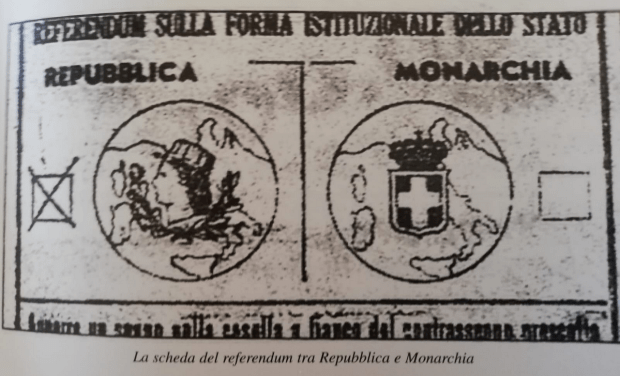 REFERENDUM SULLA FORMA ISTITUZIONALE DELLO STATO
REPUBBLICA MONARCHIA
Apporre un segno sulla casella a fianco del contrassegno prescelto
La scheda del referendum tra Repubblica e Monarchia